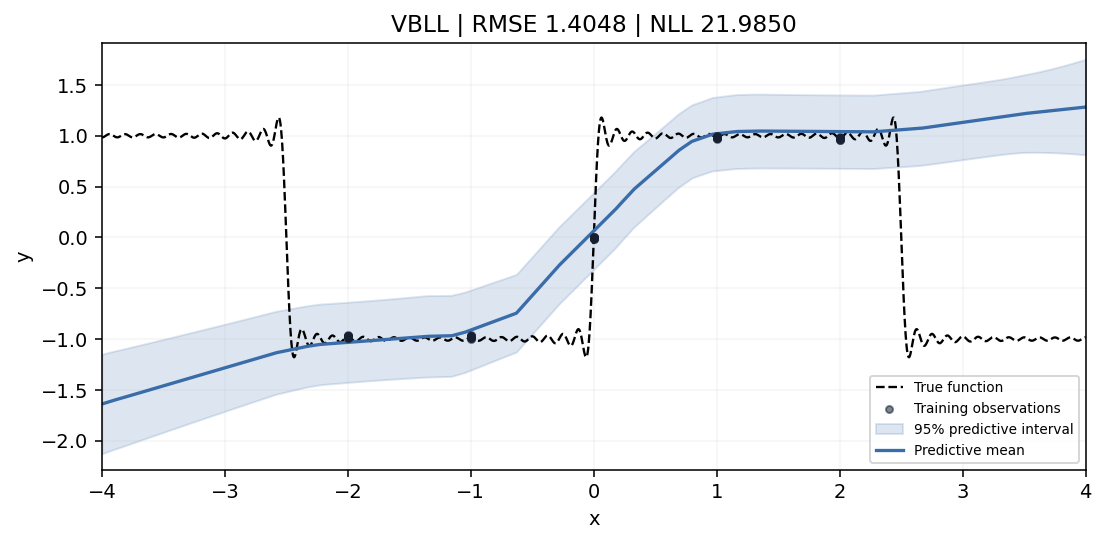 VBLL | RMSE 1.4048 | NLL 21.9850
y
1.5
1.0
0.5
0.0
−0.5
−1.0
−1.5
−2.0
−4 −3 −2 −1 0 1 2 3 4
x
True function
Training observations
95% predictive interval
Predictive mean